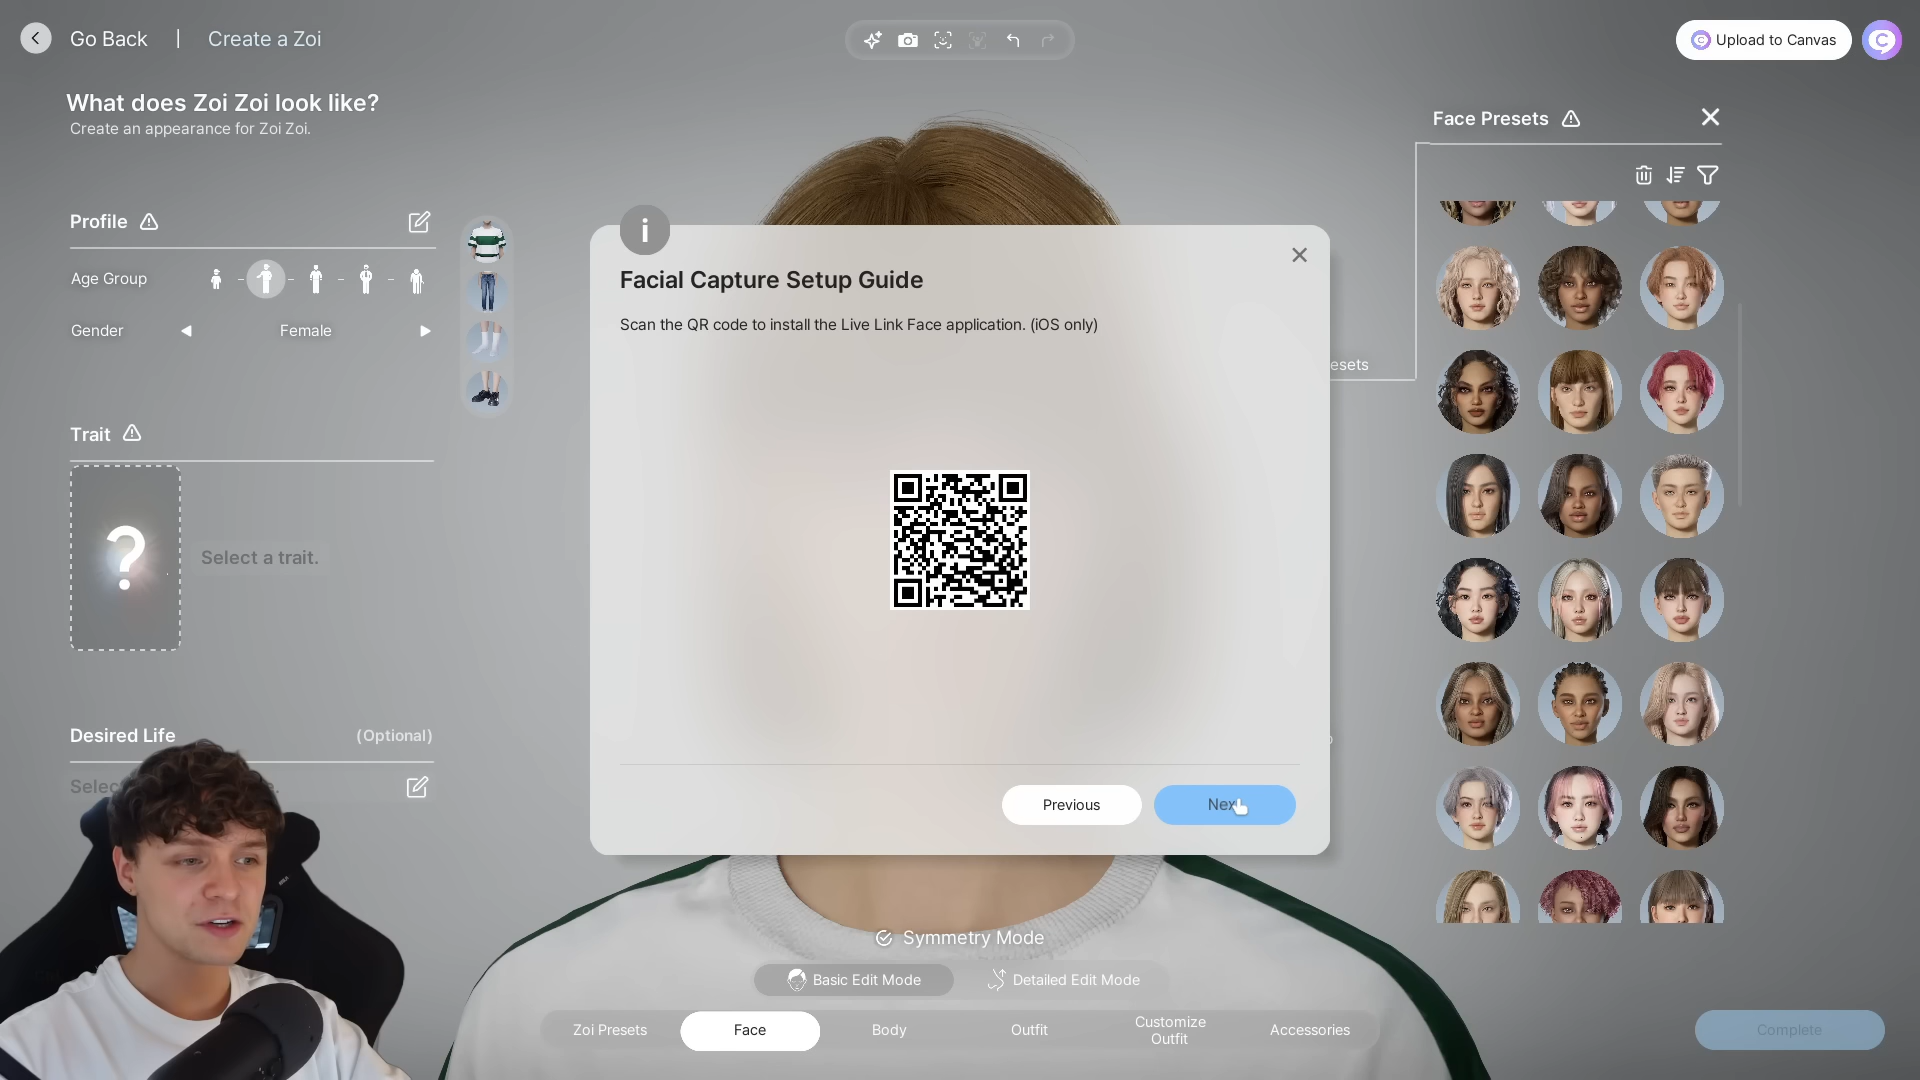 Go Back | Create a Zoi
Upload to Canvas
What does Zoi Zoi look like?
Create an appearance for Zoi Zoi.
Profile
Age Group
Gender
Female
Trait
?
Select a trait.
Desired Life
(Optional)
i
Facial Capture Setup Guide
Scan the QR code to install the Live Link Face application. (iOS only)
Previous
Face Presets
Symmetry Mode
Basic Edit Mode
Detailed Edit Mode
Zoi Presets
Face
Body
Outfit
Customize
Outfit
Accessories
Complete